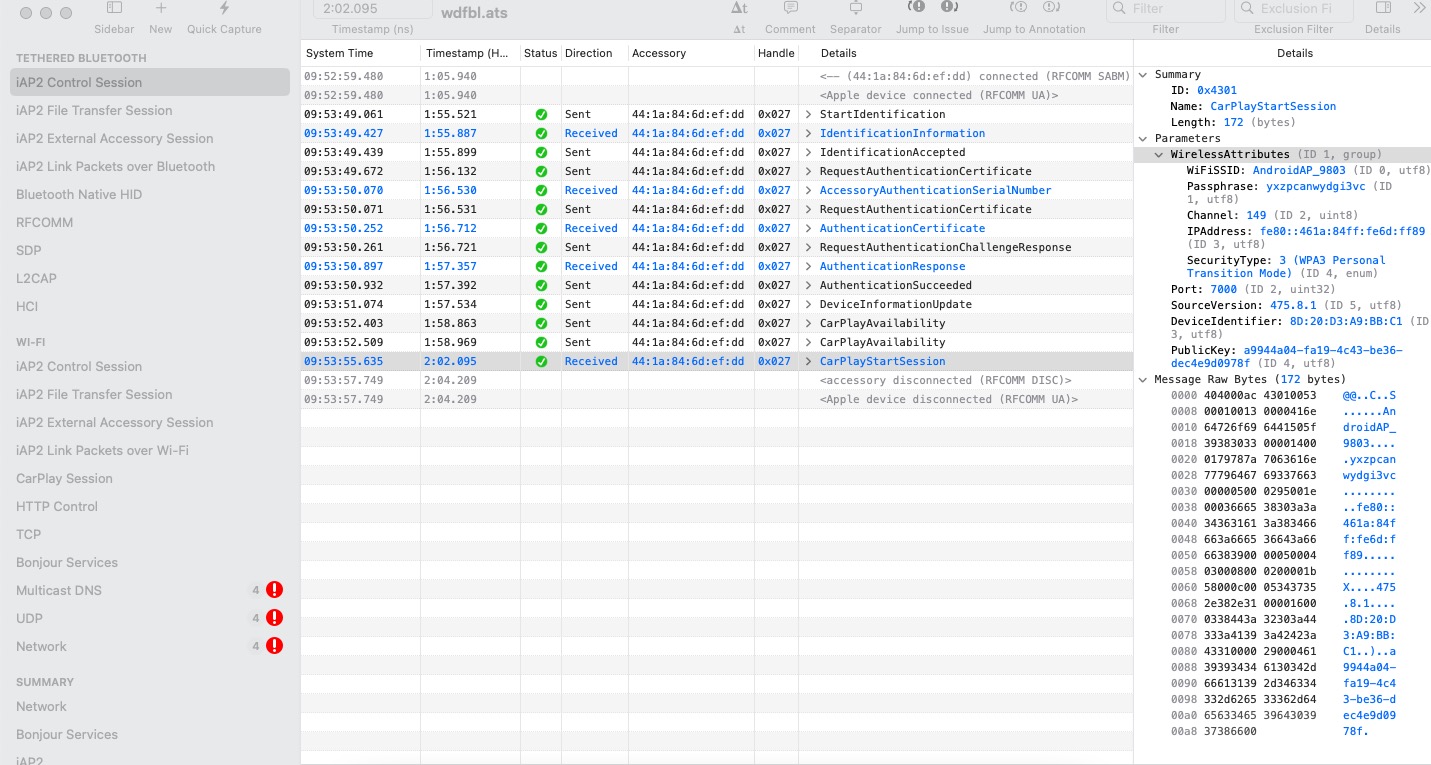 2:02.095
wdfbl.ats
Δt
Filter
Exclusion Fi
Sidebar
New
Quick Capture
Timestamp (ns)
Δt
Comment
Separator
Jump to Issue
Jump to Annotation
Filter
Exclusion Filter
Details
TETHERED BLUETOOTH
iAP2 Control Session
iAP2 File Transfer Session
iAP2 External Accessory Session
iAP2 Link Packets over Bluetooth
Bluetooth Native HID
RFCOMM
SDP
L2CAP
HCI
WI-FI
iAP2 Control Session
iAP2 File Transfer Session
iAP2 External Accessory Session
iAP2 Link Packets over Wi-Fi
CarPlay Session
HTTP Control
TCP
Bonjour Services
Multicast DNS 4
UDP 4
Network 4
SUMMARY
Network
Bonjour Services
iAP2
System Time Timestamp (H... Status Direction Accessory Handle Details
09:52:59.480 1:05.940 <-- (44:1a:84:6d:ef:dd) connected (RFCOMM SABM)
09:52:59.480 1:05.940 <Apple device connected (RFCOMM UA)>
09:53:49.061 1:55.521 Sent 44:1a:84:6d:ef:dd 0x027 > StartIdentification
09:53:49.427 1:55.887 Received 44:1a:84:6d:ef:dd 0x027 > IdentificationInformation
09:53:49.439 1:55.899 Sent 44:1a:84:6d:ef:dd 0x027 > IdentificationAccepted
09:53:49.672 1:56.132 Sent 44:1a:84:6d:ef:dd 0x027 > RequestAuthenticationCertificate
09:53:50.070 1:56.530 Received 44:1a:84:6d:ef:dd 0x027 > AccessoryAuthenticationSerialNumber
09:53:50.071 1:56.531 Sent 44:1a:84:6d:ef:dd 0x027 > RequestAuthenticationCertificate
09:53:50.252 1:56.712 Received 44:1a:84:6d:ef:dd 0x027 > AuthenticationCertificate
09:53:50.261 1:56.721 Sent 44:1a:84:6d:ef:dd 0x027 > RequestAuthenticationChallengeResponse
09:53:50.897 1:57.357 Received 44:1a:84:6d:ef:dd 0x027 > AuthenticationResponse
09:53:50.932 1:57.392 Sent 44:1a:84:6d:ef:dd 0x027 > AuthenticationSucceeded
09:53:51.074 1:57.534 Sent 44:1a:84:6d:ef:dd 0x027 > DeviceInformationUpdate
09:53:52.403 1:58.863 Sent 44:1a:84:6d:ef:dd 0x027 > CarPlayAvailability
09:53:52.509 1:58.969 Sent 44:1a:84:6d:ef:dd 0x027 > CarPlayAvailability
09:53:55.635 2:02.095 Received 44:1a:84:6d:ef:dd 0x027 > CarPlayStartSession
09:53:57.749 2:04.209 <accessory disconnected (RFCOMM DISC)>
09:53:57.749 2:04.209 <Apple device disconnected (RFCOMM UA)>
Details
Summary
ID: 0x4301
Name: CarPlayStartSession
Length: 172 (bytes)
Parameters
WirelessAttributes (ID 1, group)
WiFiSSID: AndroidAP_9803 (ID 0, utf8)
Passphrase: yxzpcanwydgi3vc (ID
1, utf8)
Channel: 149 (ID 2, uint8)
IPAddress: fe80::461a:84ff:fe6d:ff89
(ID 3, utf8)
SecurityType: 3 (WPA3 Personal
Transition Mode) (ID 4, enum)
Port: 7000 (ID 2, uint32)
SourceVersion: 475.8.1 (ID 5, utf8)
DeviceIdentifier: 8D:20:D3:A9:BB:C1 (ID
3, utf8)
PublicKey: a9944a04-fa19-4c43-be36-
dec4e9d0978f (ID 4, utf8)
Message Raw Bytes (172 bytes)
0000 404000ac 43010053 @@..C..S
0008 00010013 0000416e ......An
0010 64726f69 6441505f droidAP_
0018 39383033 00001400 9803....
0020 0179787a 7063616e .yxzpcan
0028 77796467 69337663 wydgi3vc
0030 00000500 0295001e ........
0038 00036665 38303a3a ..fe80::
0040 34363161 3a383466 461a:84f
0048 663a6665 36643a66 f:fe6d:f
0050 66383900 00050004 f89.....
0058 03000800 0200001b ........
0060 58000c00 05343735 X....475
0068 2e382e31 00001600 .8.1....
0070 0338443a 32303a44 .8D:20:D
0078 333a4139 3a42423a 3:A9:BB:
0080 43310000 29000461 C1..)..a
0088 39393434 6130342d 9944a04-
0090 66613139 2d346334 fa19-4c4
0098 332d6265 33362d64 3-be36-d
00a0 65633465 39643039 ec4e9d09
00a8 37386600 78f.